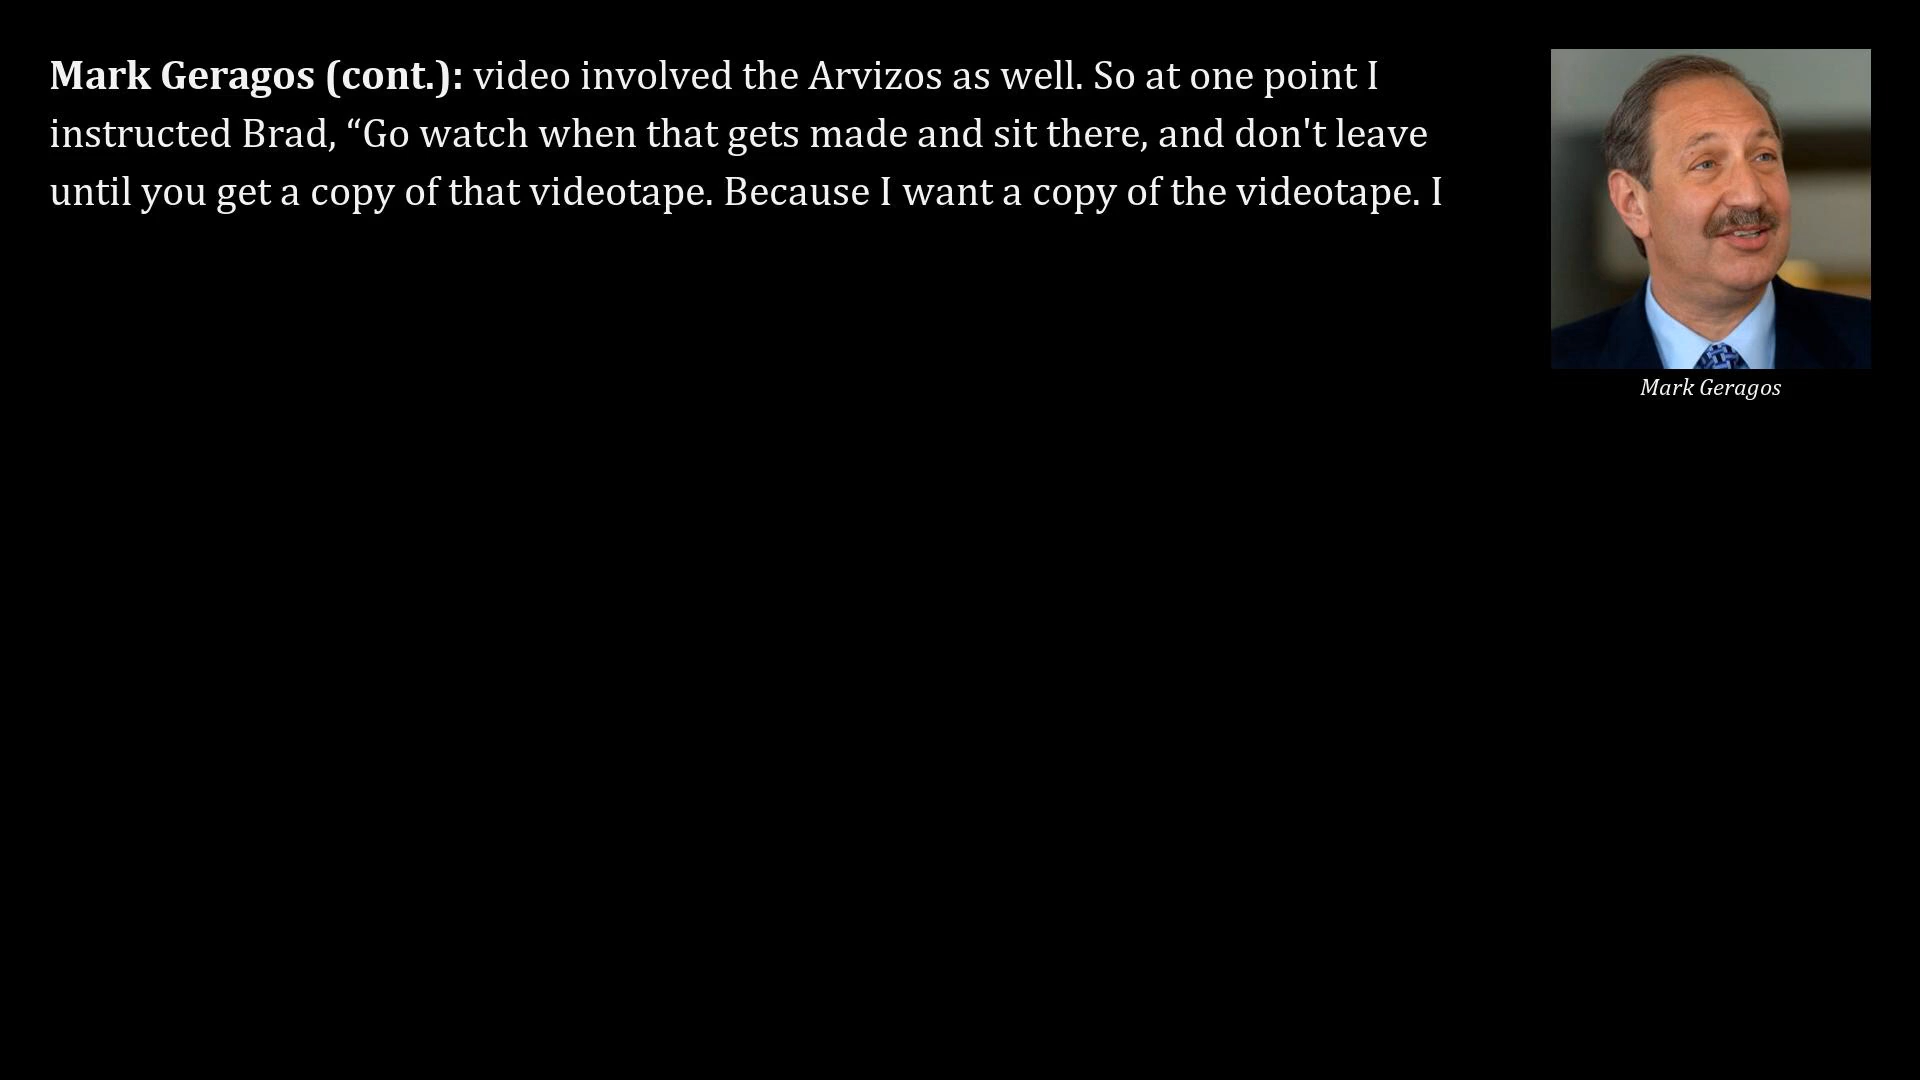 Mark Geragos (cont.): video involved the Arvizos as well. So at one point I
instructed Brad, “Go watch when that gets made and sit there, and don't leave
until you get a copy of that videotape. Because I want a copy of the videotape. I
Mark Geragos